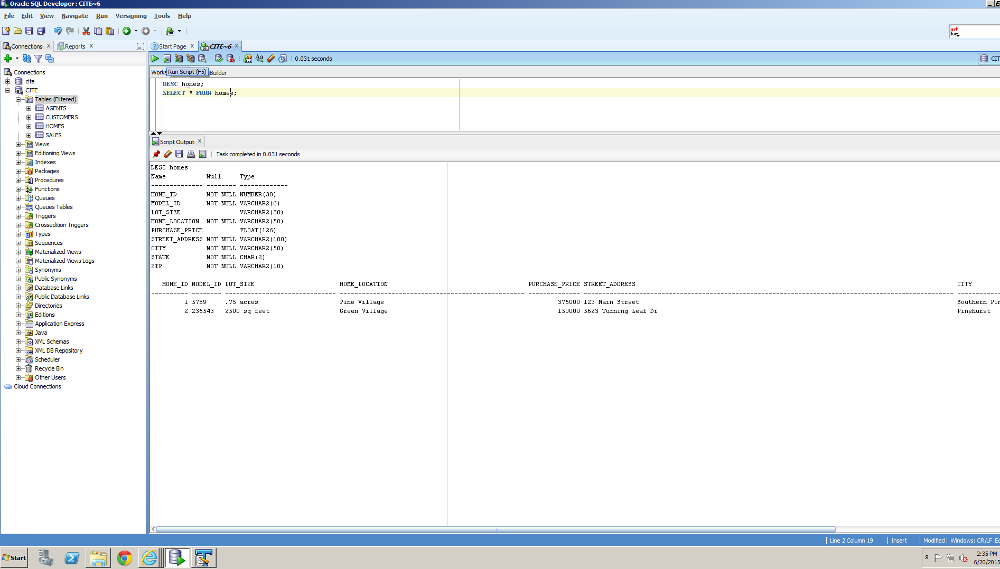 Oracle SQL Developer : CITE~6
File Edit View Navigate Run Versioning Tools Help
ask
Tom
Connections x Reports x
Start Page x CITE~6 x
0.031 seconds
CIT
Works Run Script (F5) Builder
Connections
cite
CITE
Tables (Filtered)
AGENTS
CUSTOMERS
HOMES
SALES
Views
Editioning Views
Indexes
Packages
Procedures
Functions
Queues
Queues Tables
Triggers
Crossedition Triggers
Types
Sequences
Materialized Views
Materialized Views Logs
Synonyms
Public Synonyms
Database Links
Public Database Links
Directories
Editions
Application Express
Java
XML Schemas
XML DB Repository
Scheduler
Recycle Bin
Other Users
Cloud Connections
DESC homes;
SELECT * FROM homes;
Script Output x
Task completed in 0.031 seconds
DESC homes
Name           Null     Type
-------------- -------- -------------
HOME_ID        NOT NULL NUMBER(38)
MODEL_ID       NOT NULL VARCHAR2(6)
LOT_SIZE                VARCHAR2(30)
HOME_LOCATION  NOT NULL VARCHAR2(50)
PURCHASE_PRICE          FLOAT(126)
STREET_ADDRESS NOT NULL VARCHAR2(100)
CITY           NOT NULL VARCHAR2(50)
STATE          NOT NULL CHAR(2)
ZIP            NOT NULL VARCHAR2(10)
HOME_ID MODEL_ID LOT_SIZE HOME_LOCATION PURCHASE_PRICE STREET_ADDRESS CITY
1 5789 .75 acres Pine Village 375000 123 Main Street Southern Pin
2 236543 2500 sq feet Green Village 150000 5623 Turning Leaf Dr Pinehurst
Line 2 Column 19 Insert Modified Windows: CR/LF Ed
Start
2:35 PM
6/20/2015